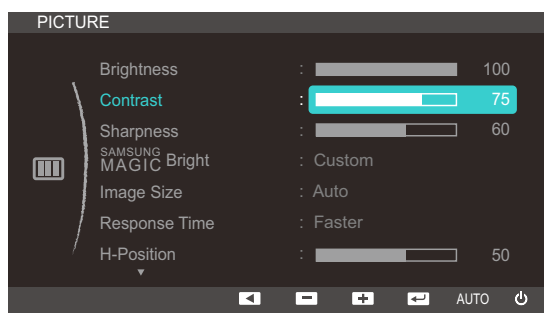 PICTURE
Brightness : 100
Contrast : 75
Sharpness : 60
SAMSUNG
MAGIC Bright : Custom
Image Size : Auto
Response Time : Faster
H-Position : 50
AUTO